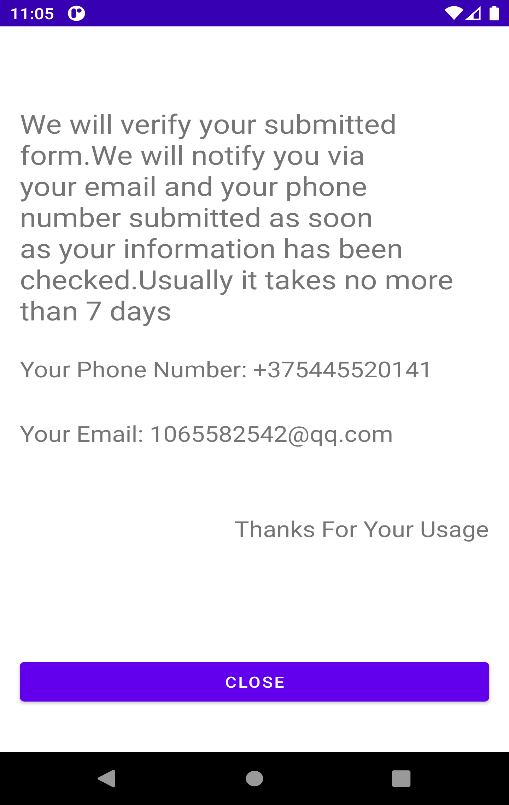 11:05
We will verify your submitted
form.We will notify you via
your email and your phone
number submitted as soon
as your information has been
checked.Usually it takes no more
than 7 days
Your Phone Number: +375445520141
Your Email: 1065582542@qq.com
Thanks For Your Usage
CLOSE